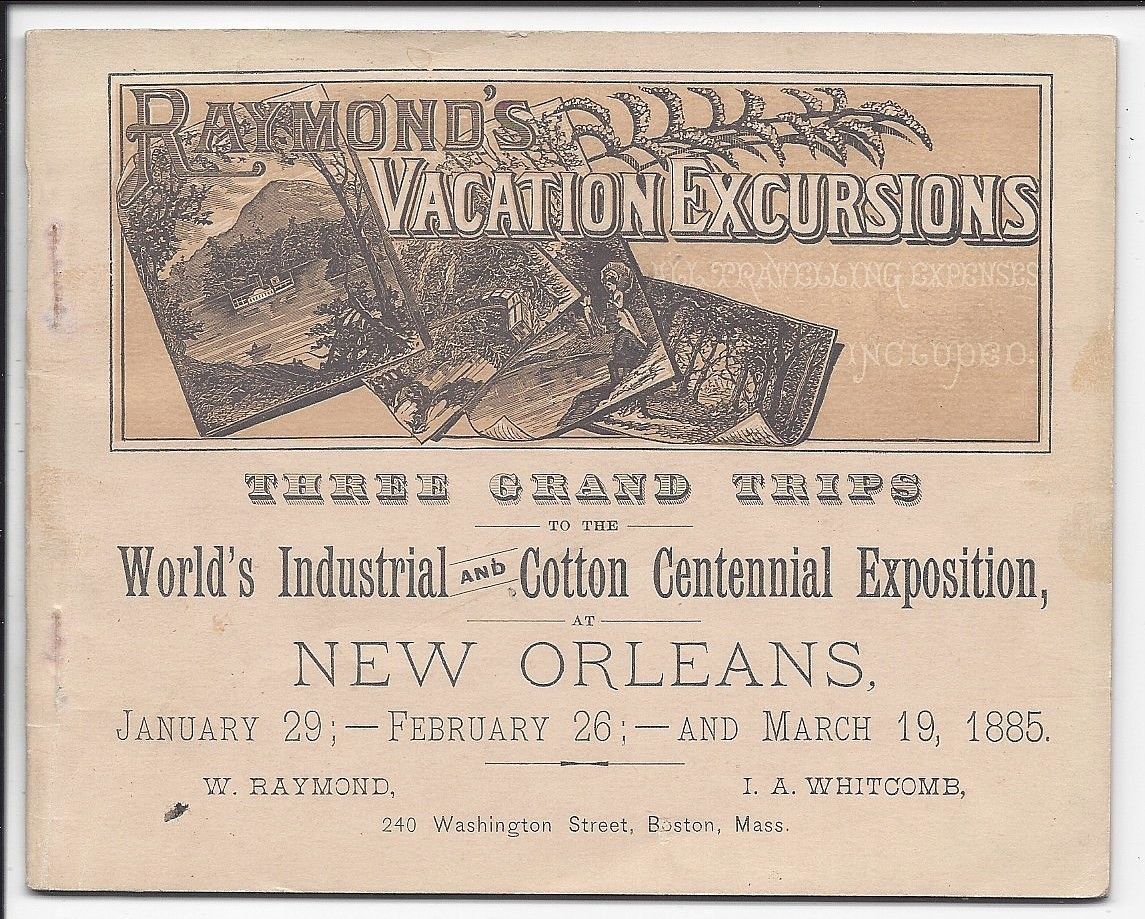 RAYMOND'S
VACATION EXCURSIONS
ALL TRAVELLING EXPENSES
INCLUDED.
THREE GRAND TRIPS
TO THE
World's Industrial AND Cotton Centennial Exposition,
AT
NEW ORLEANS,
JANUARY 29;—FEBRUARY 26;—AND MARCH 19, 1885.
W. RAYMOND, I. A. WHITCOMB,
240 Washington Street, Boston, Mass.